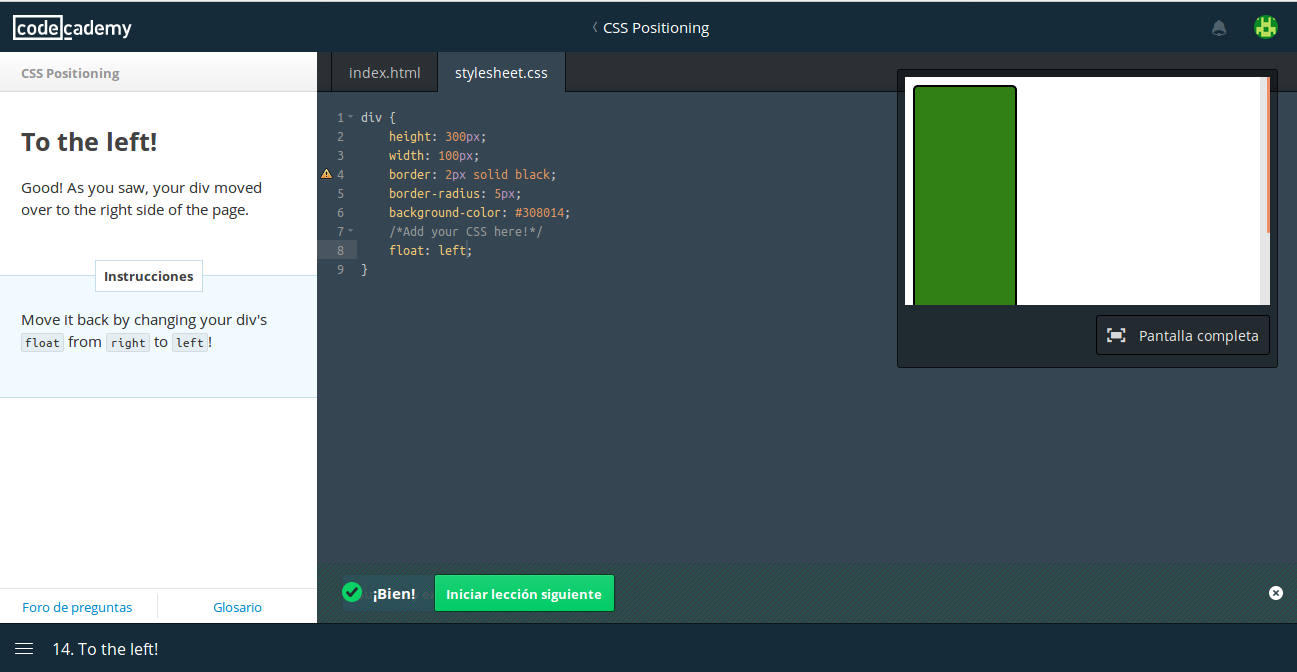 codecademy
CSS Positioning
CSS Positioning
To the left!
Good! As you saw, your div moved
over to the right side of the page.
Instrucciones
Move it back by changing your div's
float from right to left!
Foro de preguntas
Glosario
index.html
stylesheet.css
1 div {
2 height: 300px;
3 width: 100px;
4 border: 2px solid black;
5 border-radius: 5px;
6 background-color: #308014;
7 /*Add your CSS here!*/
8 float: left;
9 }
Pantalla completa
¡Bien!
Iniciar lección siguiente
14. To the left!